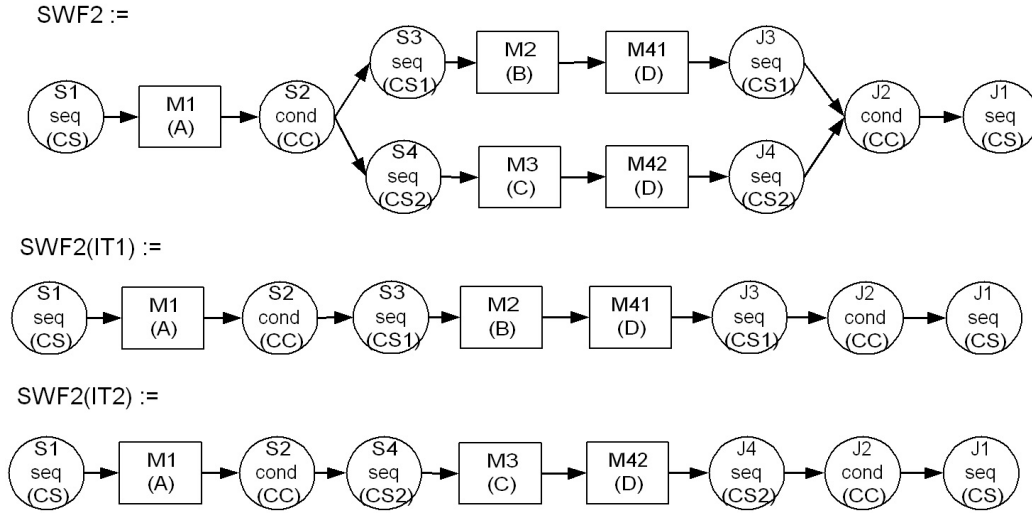 SWF2 :=
S1
seq
(CS)
M1
(A)
S2
cond
(CC)
S3
seq
(CS1)
M2
(B)
M41
(D)
J3
seq
(CS1)
S4
seq
(CS2)
M3
(C)
M42
(D)
J4
seq
(CS2)
J2
cond
(CC)
J1
seq
(CS)
SWF2(IT1) :=
S1
seq
(CS)
M1
(A)
S2
cond
(CC)
S3
seq
(CS1)
M2
(B)
M41
(D)
J3
seq
(CS1)
J2
cond
(CC)
J1
seq
(CS)
SWF2(IT2) :=
S1
seq
(CS)
M1
(A)
S2
cond
(CC)
S4
seq
(CS2)
M3
(C)
M42
(D)
J4
seq
(CS2)
J2
cond
(CC)
J1
seq
(CS)